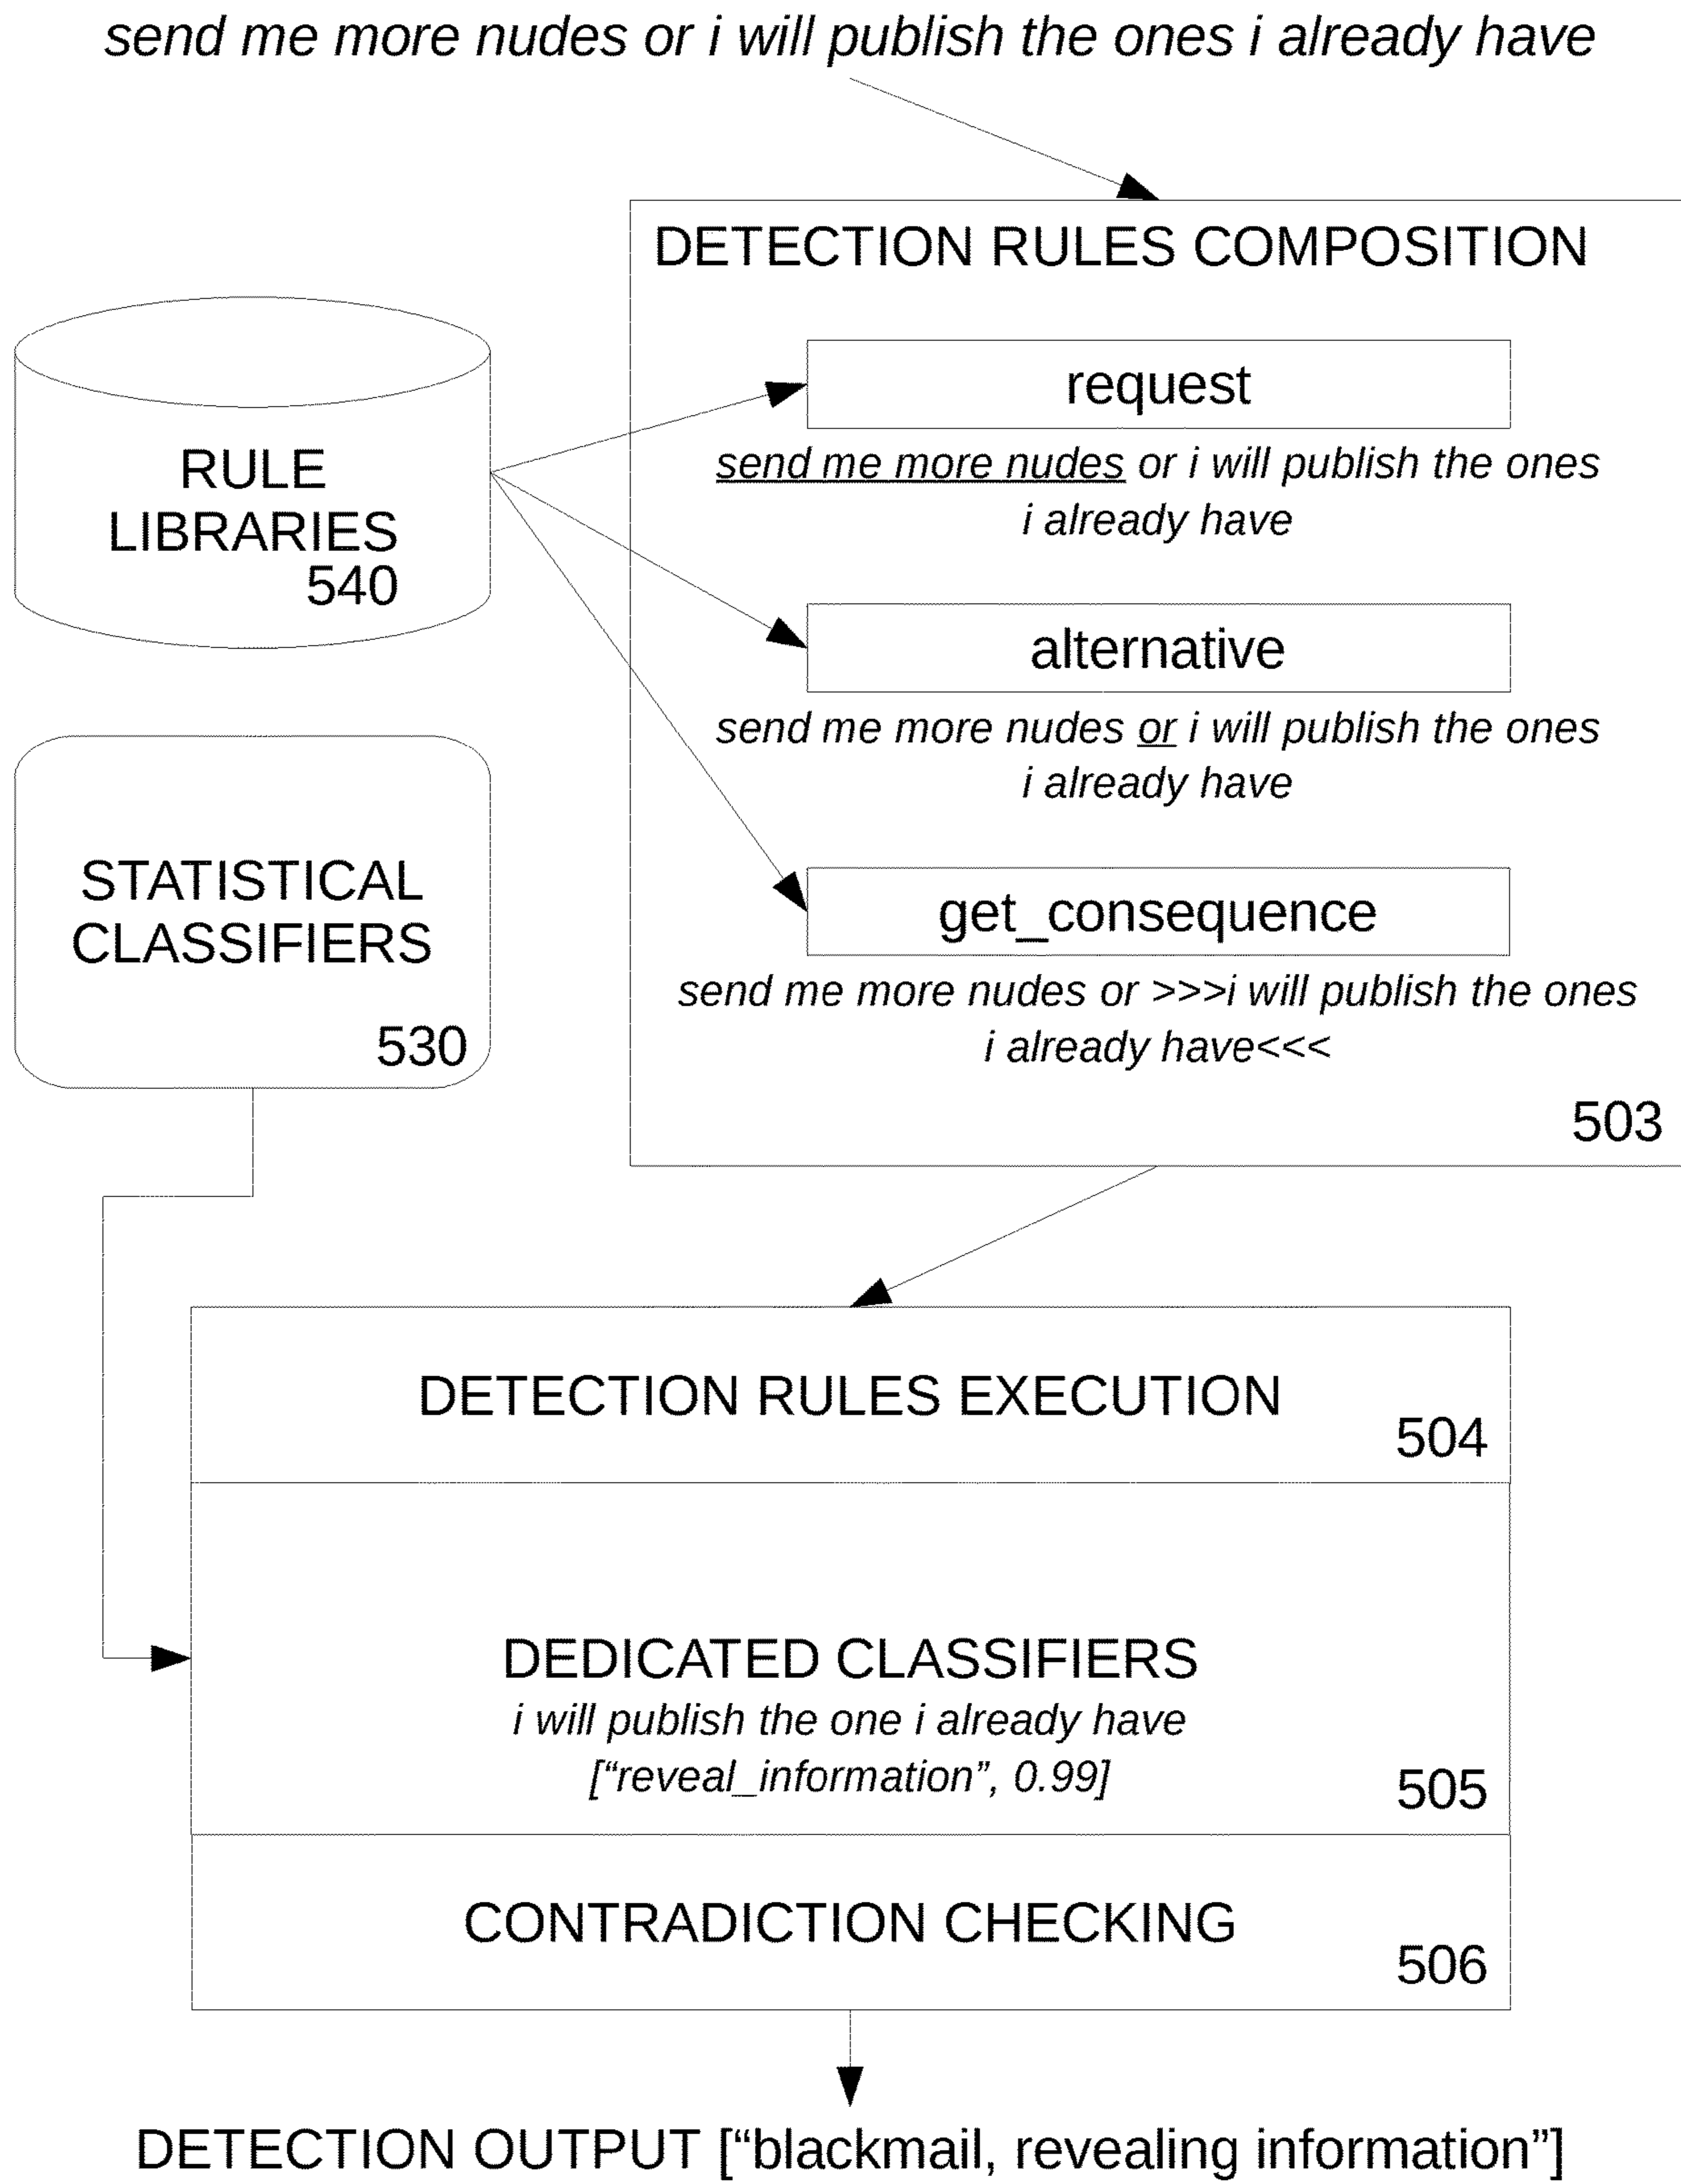 send me more nudes or i will publish the ones i already have
DETECTION RULES COMPOSITION
request
send me more nudes or i will publish the ones
i already have
alternative
send me more nudes or i will publish the ones
i already have
get_consequence
send me more nudes or >>>i will publish the ones
i already have<<<
503
RULE
LIBRARIES
540
STATISTICAL
CLASSIFIERS
530
DETECTION RULES EXECUTION
504
DEDICATED CLASSIFIERS
i will publish the one i already have
[“reveal_information”, 0.99]
505
CONTRADICTION CHECKING
506
DETECTION OUTPUT [“blackmail, revealing information”]